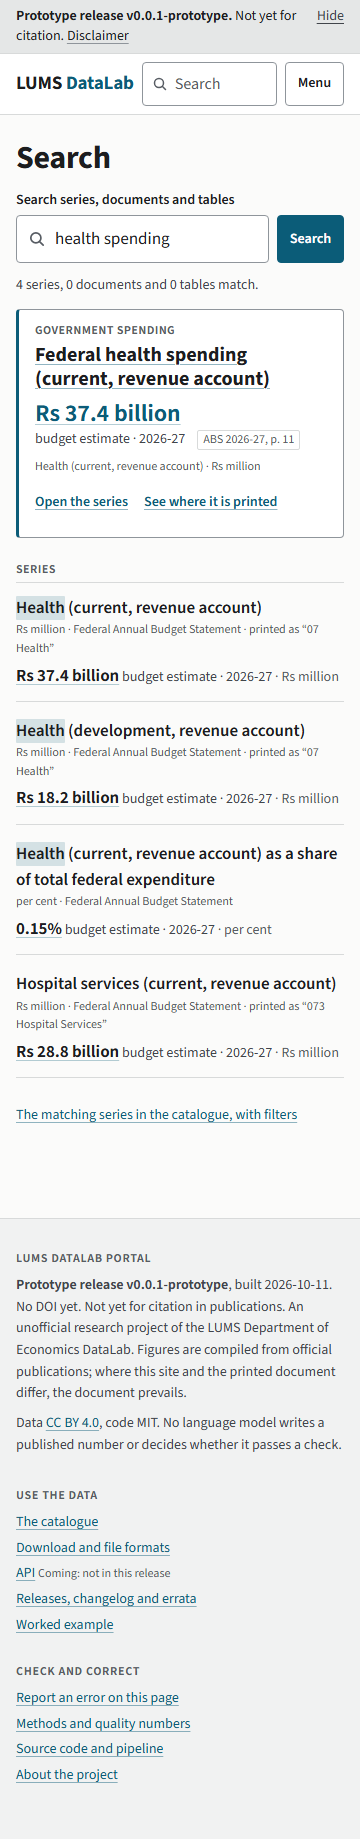 Prototype release v0.0.1-prototype. Not yet for citation. Disclaimer
Hide
LUMS DataLab
Search
Menu
Search
Search series, documents and tables
health spending
Search
4 series, 0 documents and 0 tables match.
GOVERNMENT SPENDING
Federal health spending
(current, revenue account)
Rs 37.4 billion
budget estimate · 2026-27
ABS 2026-27, p. 11
Health (current, revenue account) · Rs million
Open the series
See where it is printed
SERIES
Health (current, revenue account)
Rs million · Federal Annual Budget Statement · printed as “07
Health”
Rs 37.4 billion budget estimate · 2026-27 · Rs million
Health (development, revenue account)
Rs million · Federal Annual Budget Statement · printed as “07
Health”
Rs 18.2 billion budget estimate · 2026-27 · Rs million
Health (current, revenue account) as a share
of total federal expenditure
per cent · Federal Annual Budget Statement
0.15% budget estimate · 2026-27 · per cent
Hospital services (current, revenue account)
Rs million · Federal Annual Budget Statement · printed as “073
Hospital Services”
Rs 28.8 billion budget estimate · 2026-27 · Rs million
The matching series in the catalogue, with filters
LUMS DATALAB PORTAL
Prototype release v0.0.1-prototype, built 2026-10-11.
No DOI yet. Not yet for citation in publications. An
unofficial research project of the LUMS Department of
Economics DataLab. Figures are compiled from official
publications; where this site and the printed document
differ, the document prevails.
Data CC BY 4.0, code MIT. No language model writes a
published number or decides whether it passes a check.
USE THE DATA
The catalogue
Download and file formats
API Coming: not in this release
Releases, changelog and errata
Worked example
CHECK AND CORRECT
Report an error on this page
Methods and quality numbers
Source code and pipeline
About the project